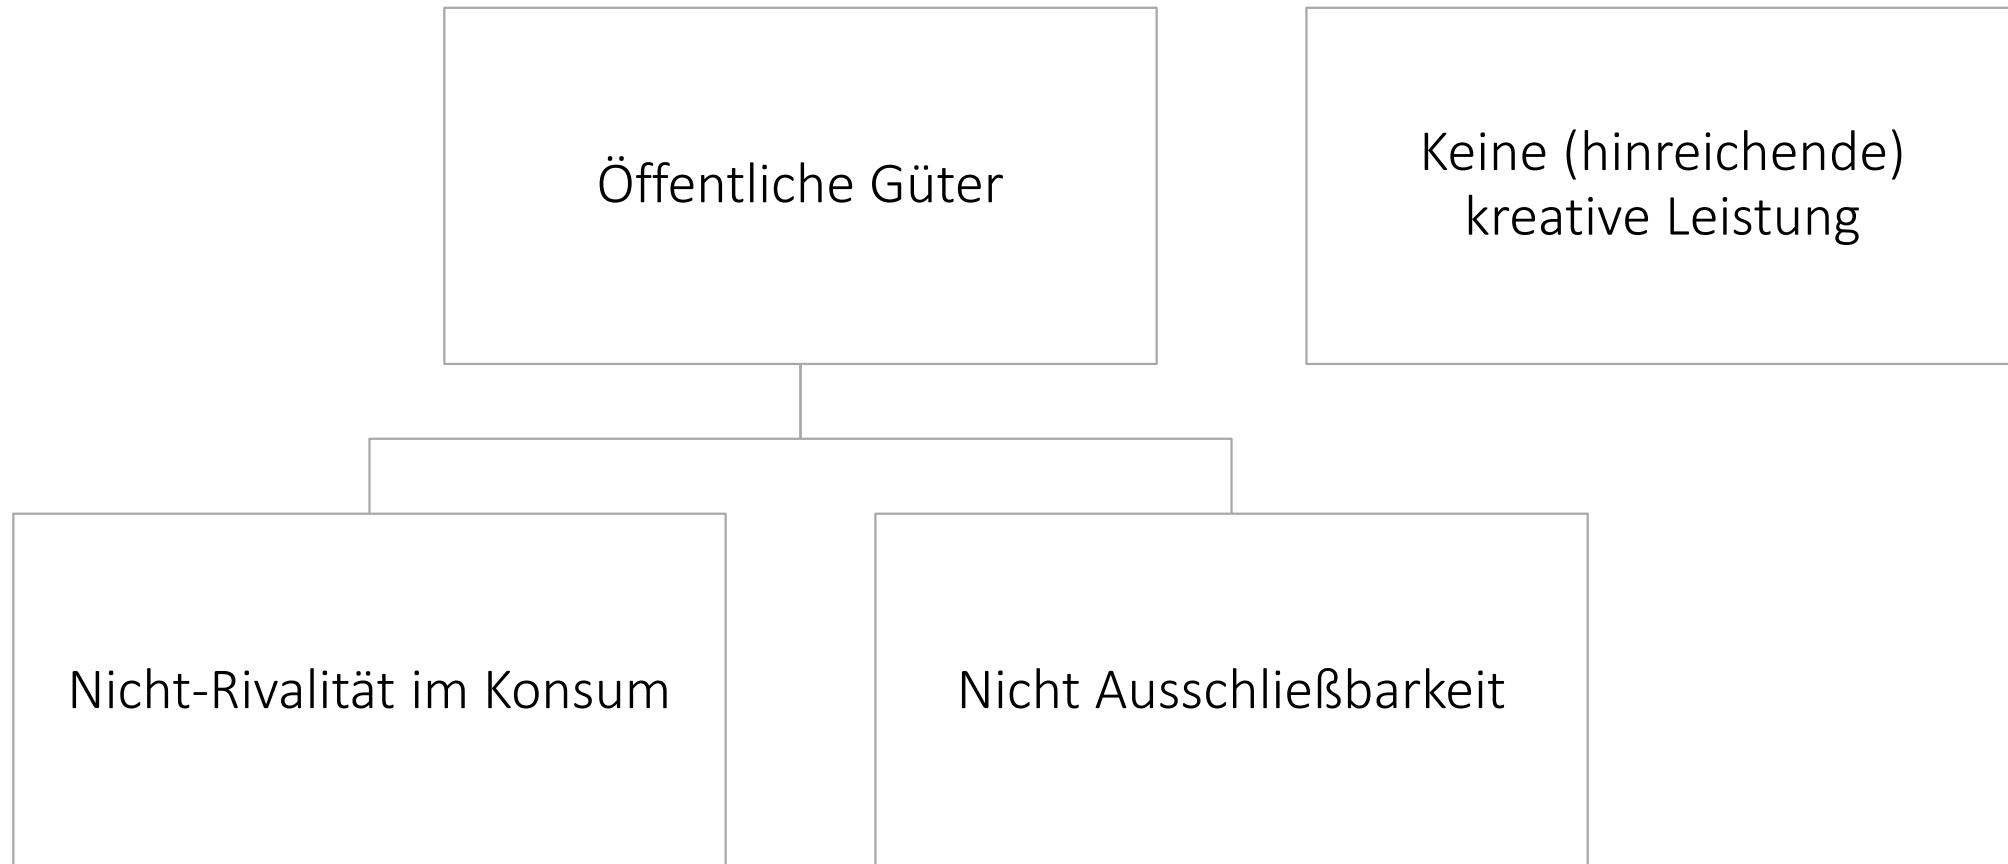 Öffentliche Güter
Keine (hinreichende)
kreative Leistung
Nicht-Rivalität im Konsum
Nicht Ausschließbarkeit